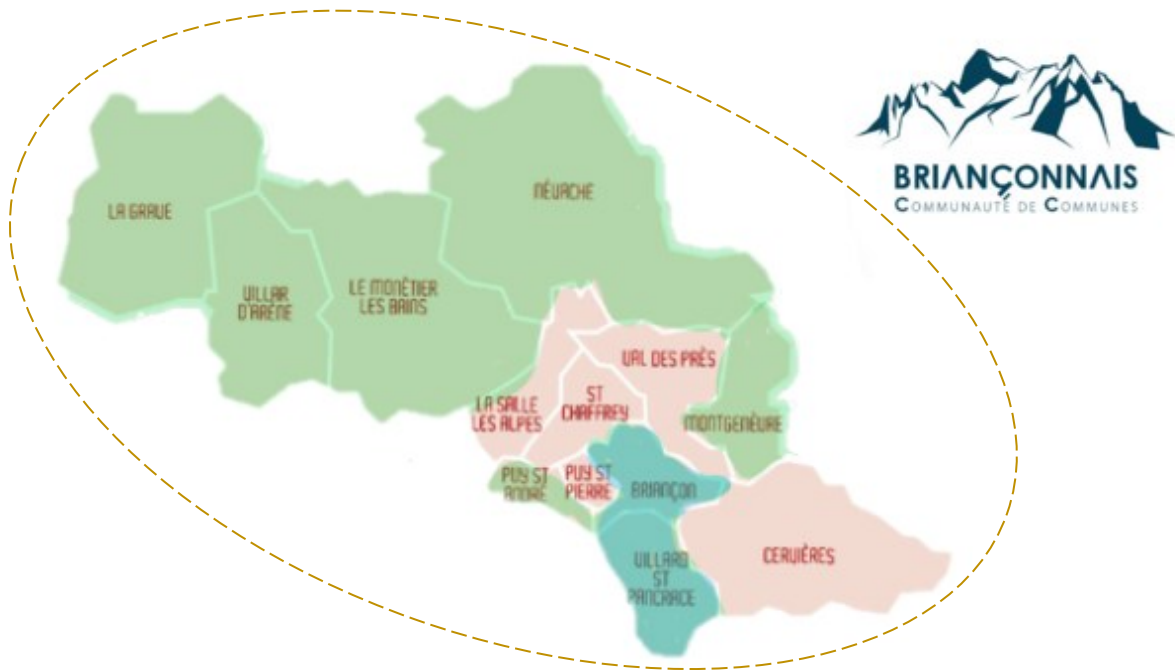 BRIANÇONNAIS
COMMUNAUTÉ DE COMMUNES
NÉVACHE
LA GRAVE
VILLAR
D'ARÈNE
LE MONÊTIER
LES BAINS
VAL DES PRÈS
ST
CHAFFREY
LA SALLE
LES ALPES
MONTGENÈVRE
PUY ST
ANDRÉ
PUY ST
PIERRE
BRIANÇON
CERVIÈRES
VILLARD
ST
PANCRACE